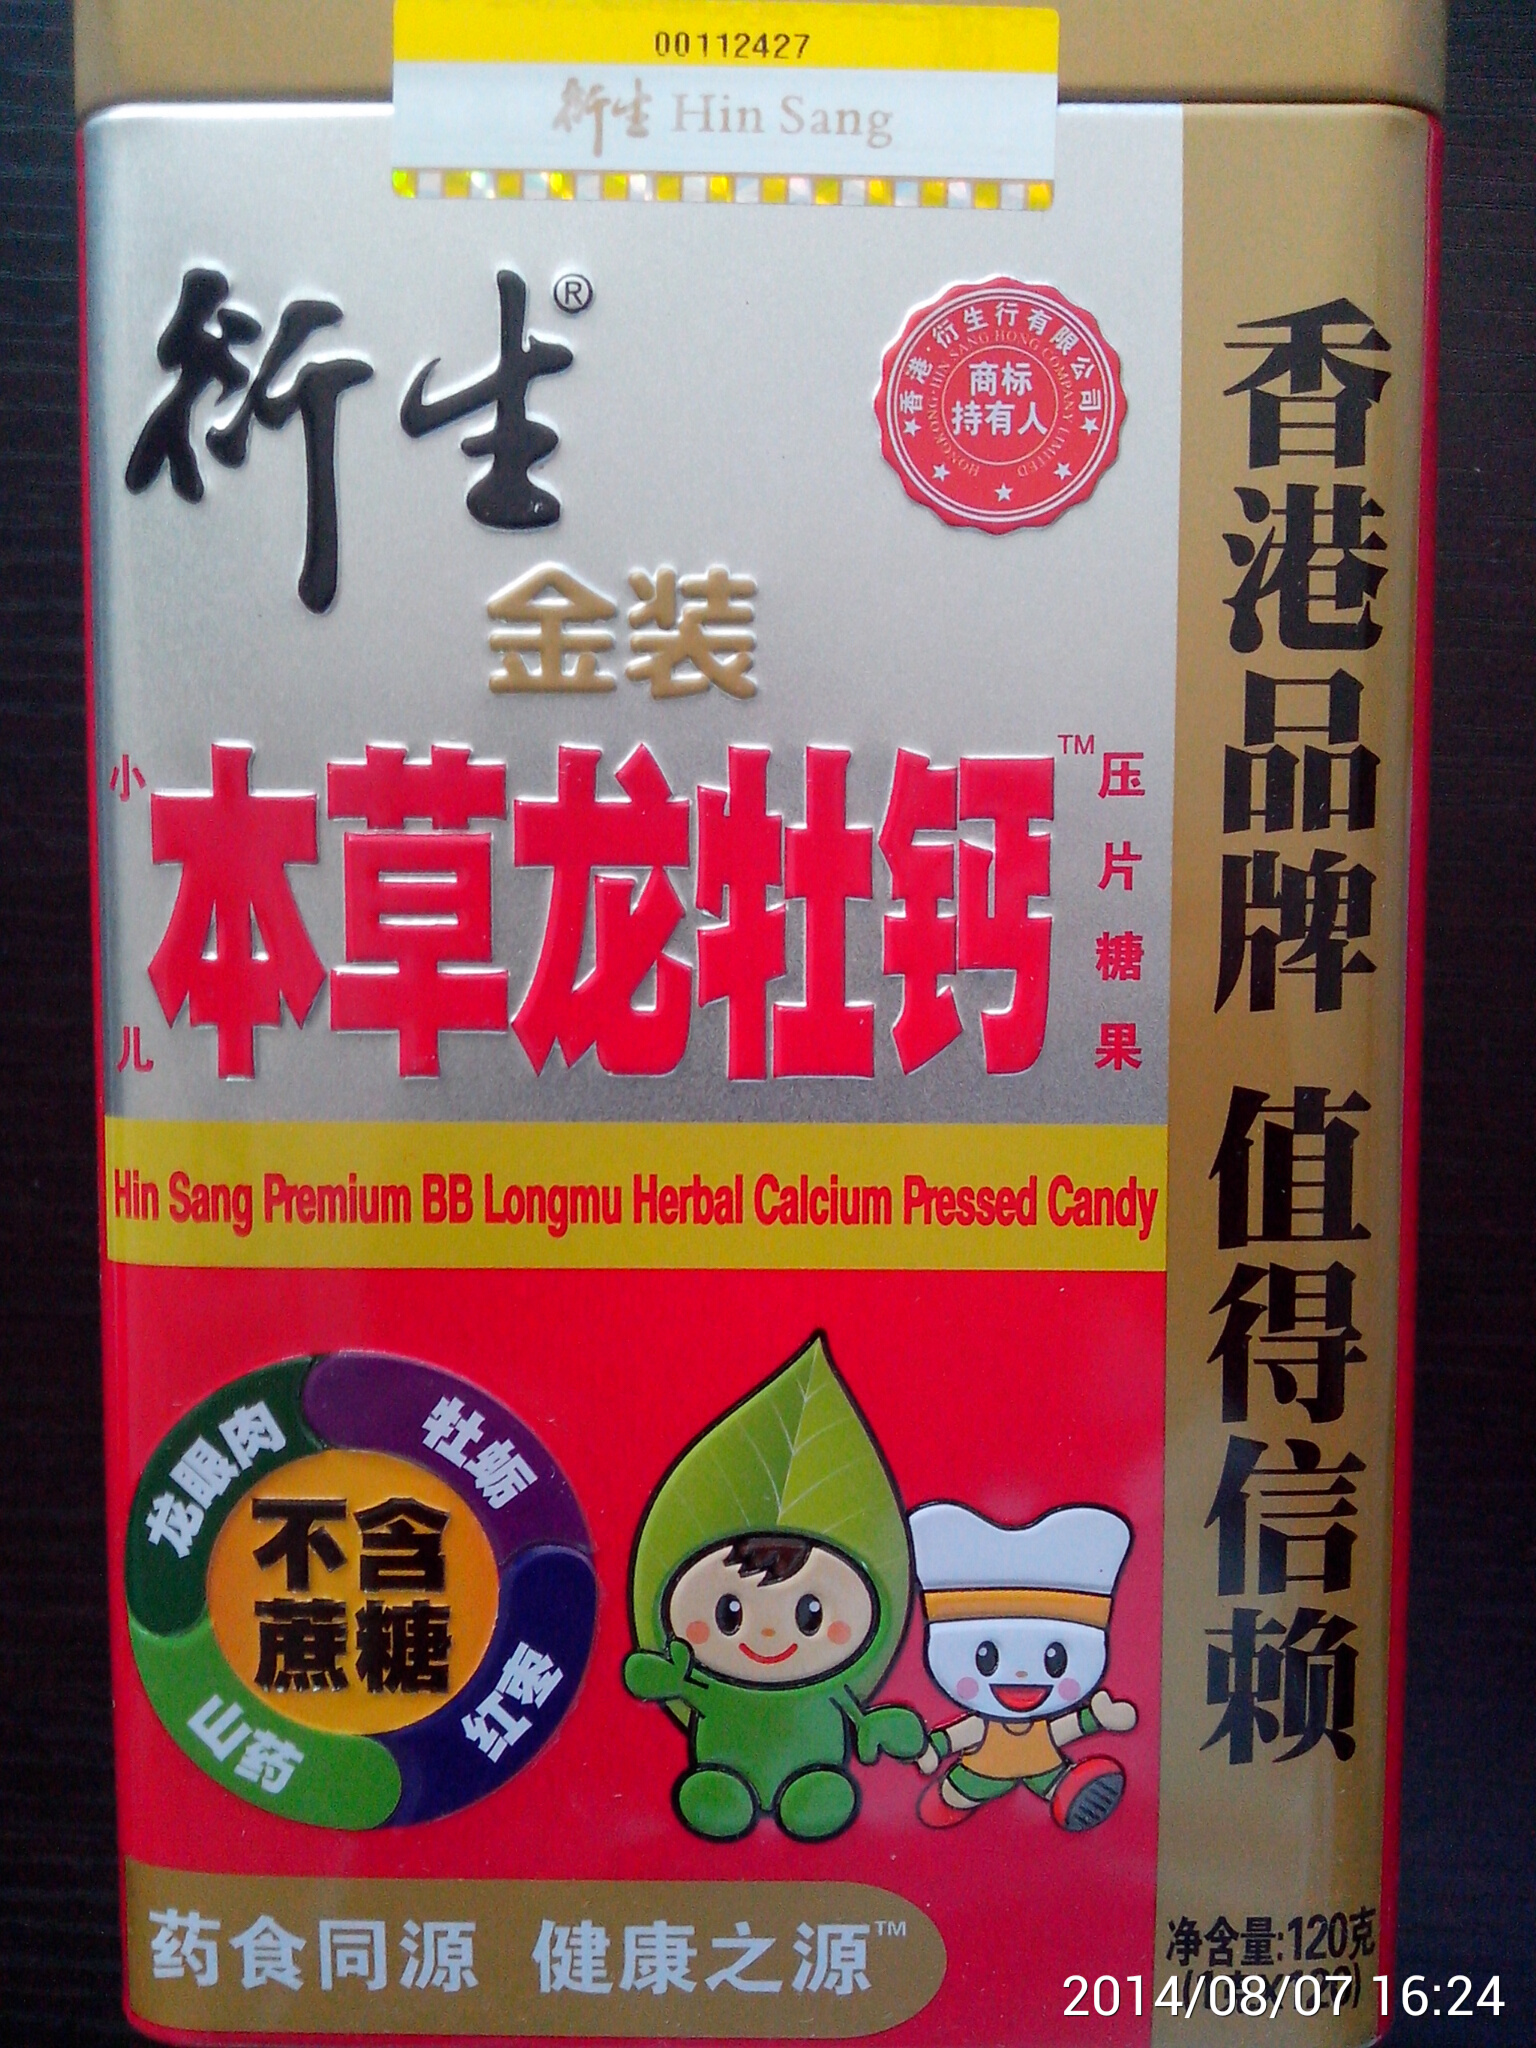 00112427
衍生 Hin Sang
衍生®
香港·衍生行有限公司
HONGKONG·HIN SANG HONG COMPANY LIMITED
商标
持有人
金装
小儿
本草龙牡钙™
压片糖果
Hin Sang Premium BB Longmu Herbal Calcium Pressed Candy
龙眼肉
牡蛎
红枣
山药
不含
蔗糖
药食同源 健康之源™
香港品牌 值得信赖
净含量:120克
2014/08/07 16:24